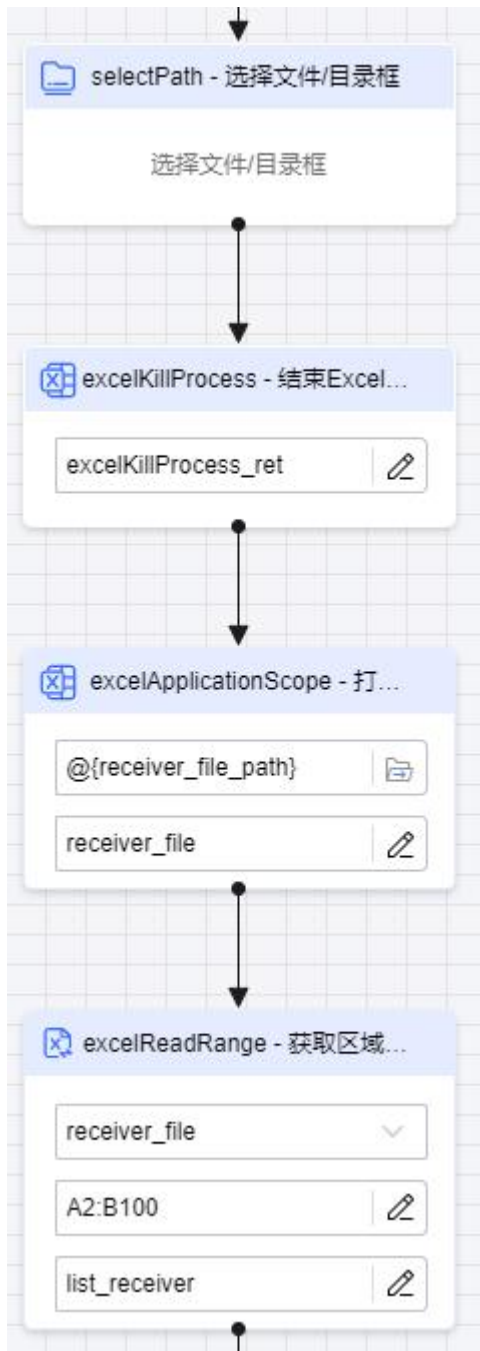 selectPath - 选择文件/目录框
选择文件/目录框
excelKillProcess - 结束Excel...
excelKillProcess_ret
excelApplicationScope - 打...
@{receiver_file_path}
receiver_file
excelReadRange - 获取区域...
receiver_file
A2:B100
list_receiver